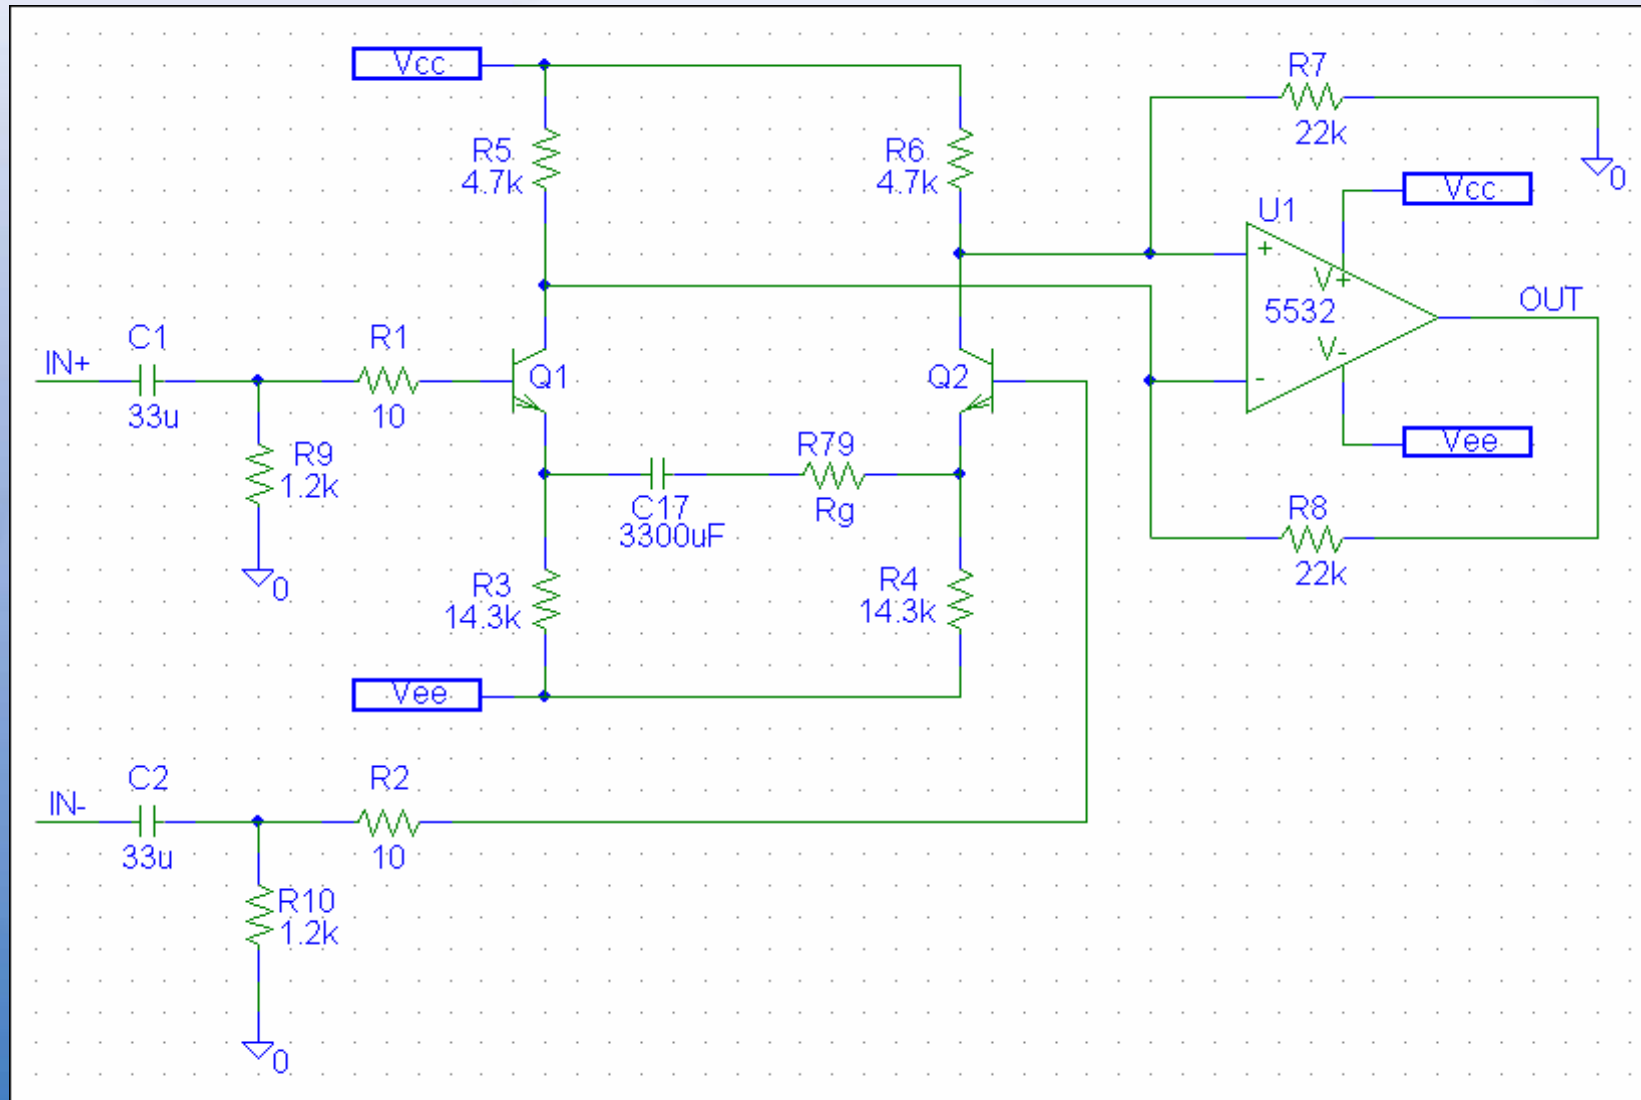 Vcc
R7
22k
R5
4.7k
R6
4.7k
0
Vcc
U1
+
V+
5532
OUT
V-
-
C1
IN+
33u
R1
10
Q1
Q2
R9
1.2k
0
C17
3300uF
R79
Rg
Vee
R8
22k
R3
14.3k
R4
14.3k
Vee
C2
IN-
33u
R2
10
R10
1.2k
0